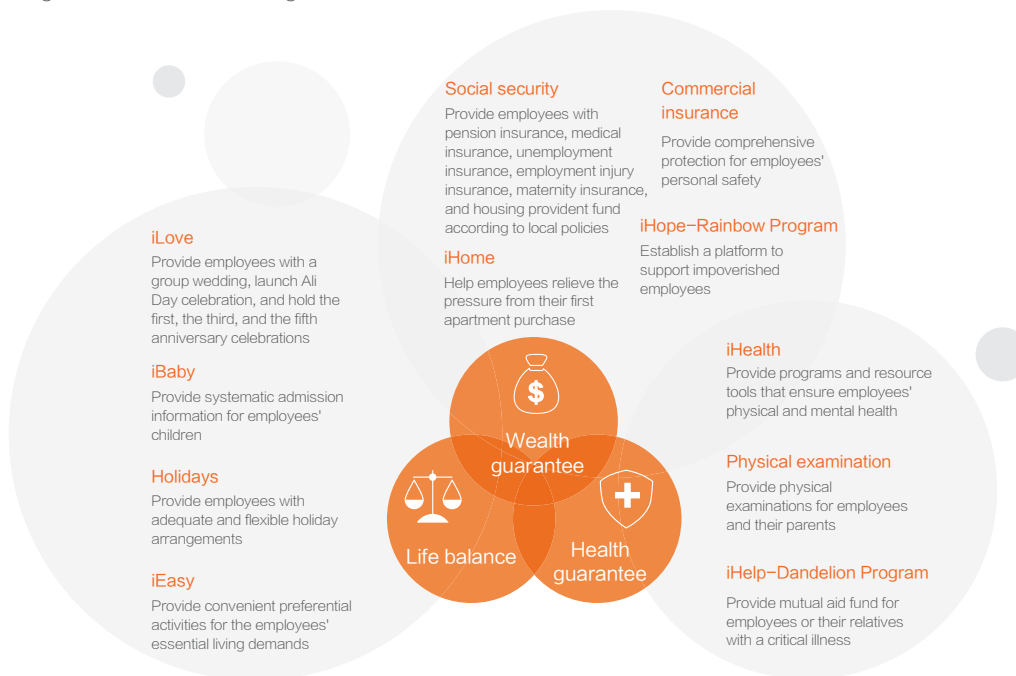 Social security
Provide employees with
pension insurance, medical
insurance, unemployment
insurance, employment injury
insurance, maternity insurance,
and housing provident fund
according to local policies
Commercial
insurance
Provide comprehensive
protection for employees'
personal safety
iHome
Help employees relieve the
pressure from their first
apartment purchase
iHope-Rainbow Program
Establish a platform to
support impoverished
employees
iLove
Provide employees with a
group wedding, launch Ali
Day celebration, and hold the
first, the third, and the fifth
anniversary celebrations
iBaby
Provide systematic admission
information for employees'
children
Holidays
Provide employees with
adequate and flexible holiday
arrangements
iEasy
Provide convenient preferential
activities for the employees'
essential living demands
$
Wealth
guarantee
Life balance
Health
guarantee
iHealth
Provide programs and resource
tools that ensure employees'
physical and mental health
Physical examination
Provide physical
examinations for employees
and their parents
iHelp-Dandelion Program
Provide mutual aid fund for
employees or their relatives
with a critical illness